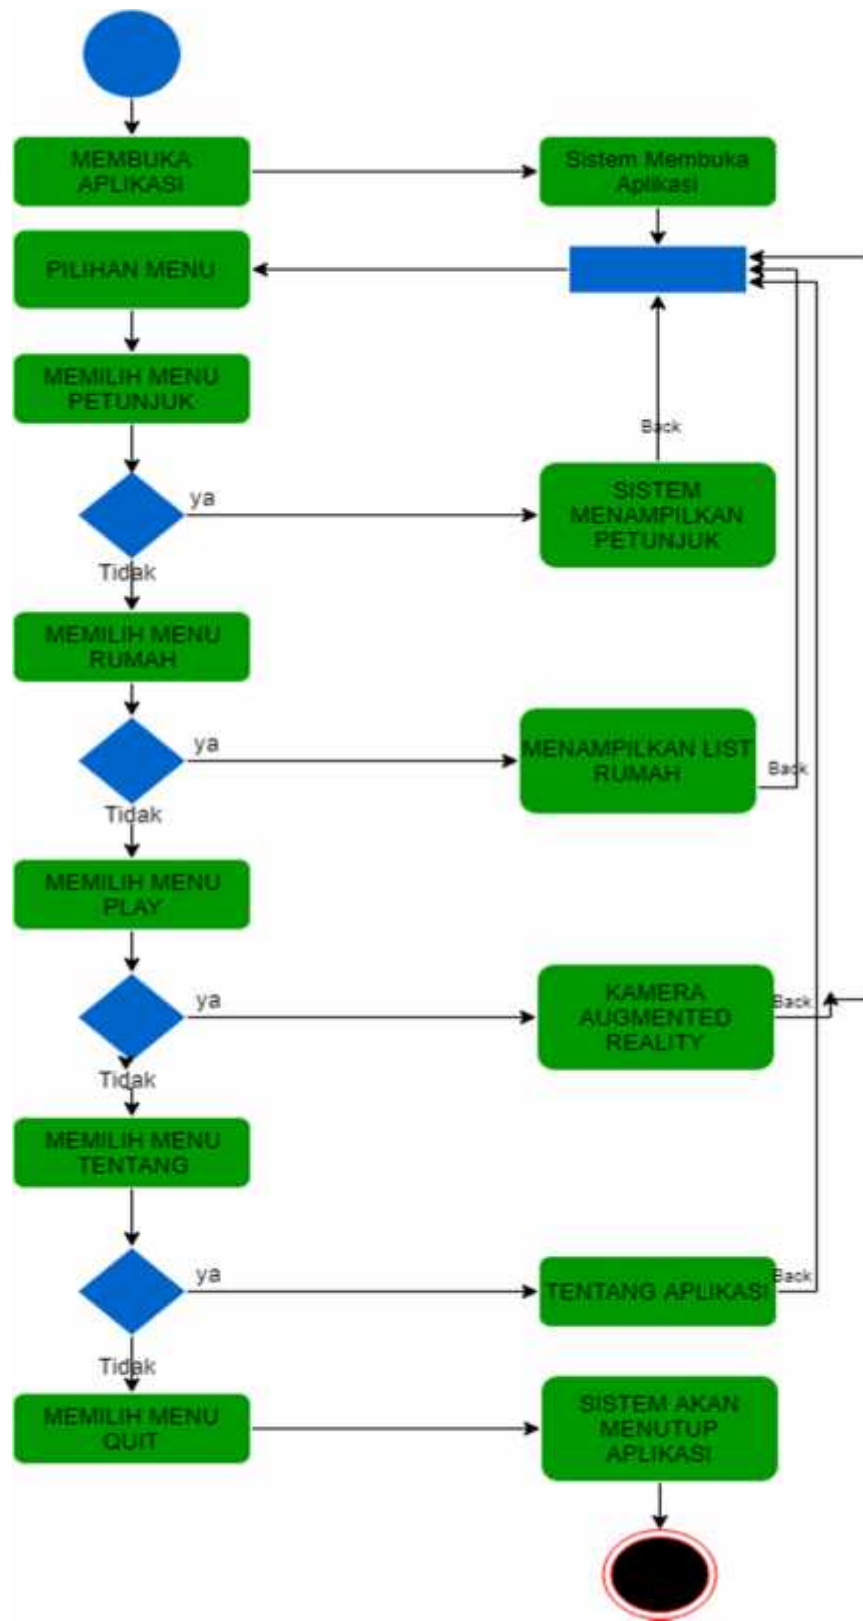 MEMBUKA
APLIKASI
Sistem Membuka
Aplikasi
PILIHAN MENU
MEMILIH MENU
PETUNJUK
Back
ya
SISTEM
MENAMPILKAN
PETUNJUK
Tidak
MEMILIH MENU
RUMAH
ya
MENAMPILKAN LIST
RUMAH
Back
Tidak
MEMILIH MENU
PLAY
ya
KAMERA
AUGMENTED
REALITY
Back
Tidak
MEMILIH MENU
TENTANG
ya
TENTANG APLIKASI
Back
Tidak
MEMILIH MENU
QUIT
SISTEM AKAN
MENUTUP
APLIKASI